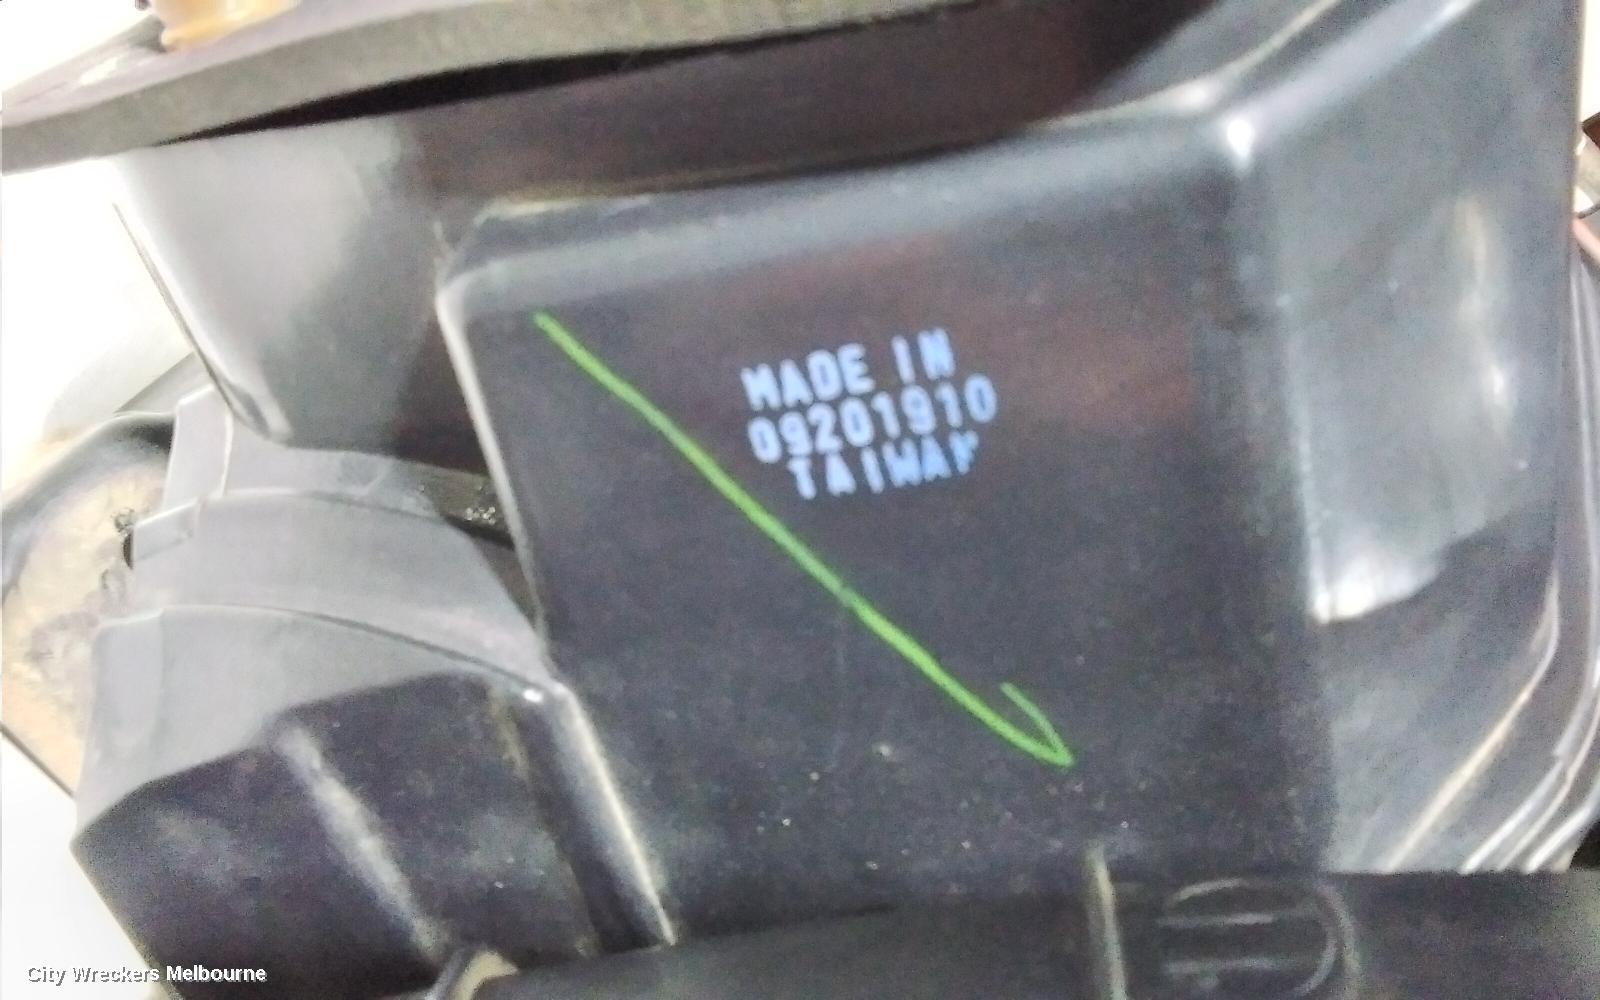 MADE IN
09201910
TAIWAN
City Wreckers Melbourne